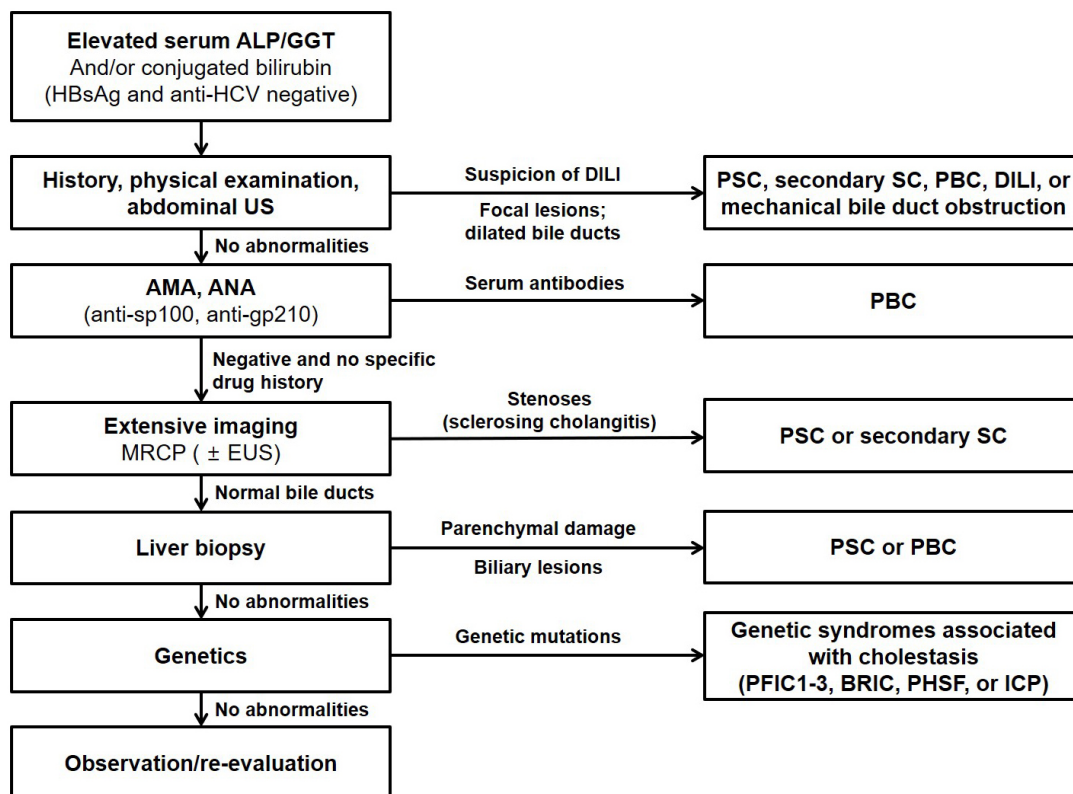 Elevated serum ALP/GGT
And/or conjugated bilirubin
(HBsAg and anti-HCV negative)
History, physical examination,
abdominal US
Suspicion of DILI
Focal lesions;
dilated bile ducts
PSC, secondary SC, PBC, DILI, or
mechanical bile duct obstruction
No abnormalities
AMA, ANA
(anti-sp100, anti-gp210)
Serum antibodies
PBC
Negative and no specific
drug history
Extensive imaging
MRCP ( ± EUS)
Stenoses
(sclerosing cholangitis)
PSC or secondary SC
Normal bile ducts
Liver biopsy
Parenchymal damage
Biliary lesions
PSC or PBC
No abnormalities
Genetics
Genetic mutations
Genetic syndromes associated
with cholestasis
(PFIC1-3, BRIC, PHSF, or ICP)
No abnormalities
Observation/re-evaluation